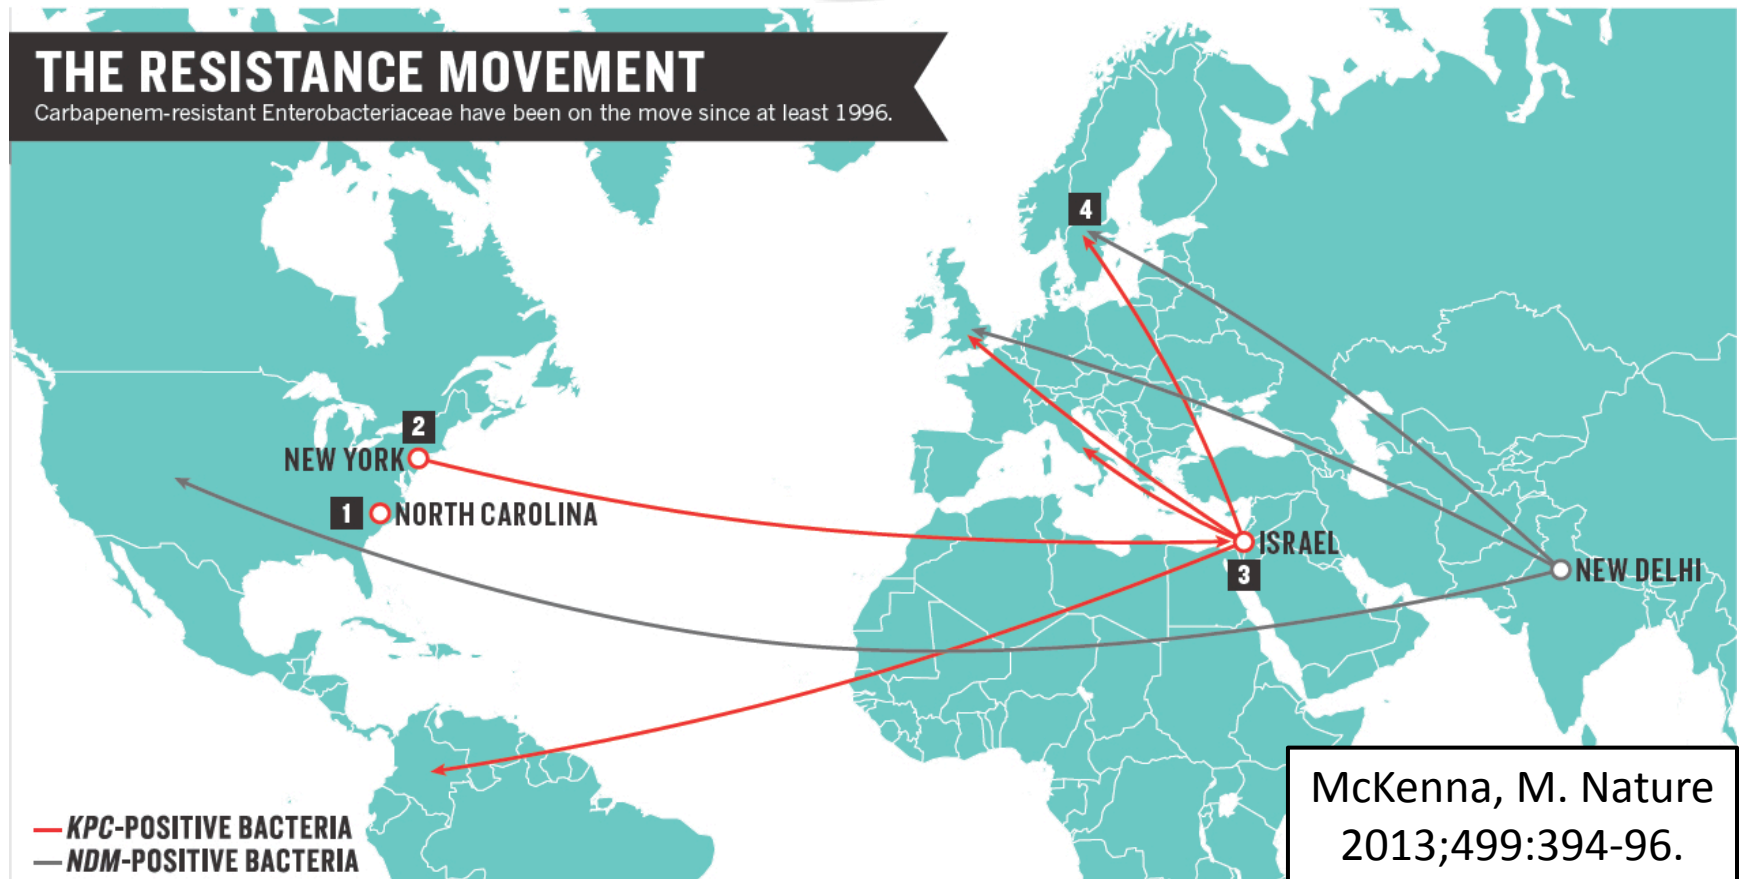 THE RESISTANCE MOVEMENT
Carbapenem-resistant Enterobacteriaceae have been on the move since at least 1996.
4
2
NEW YORK
1 NORTH CAROLINA
ISRAEL
3
NEW DELHI
KPC-POSITIVE BACTERIA
NDM-POSITIVE BACTERIA
McKenna, M. Nature
2013;499:394-96.